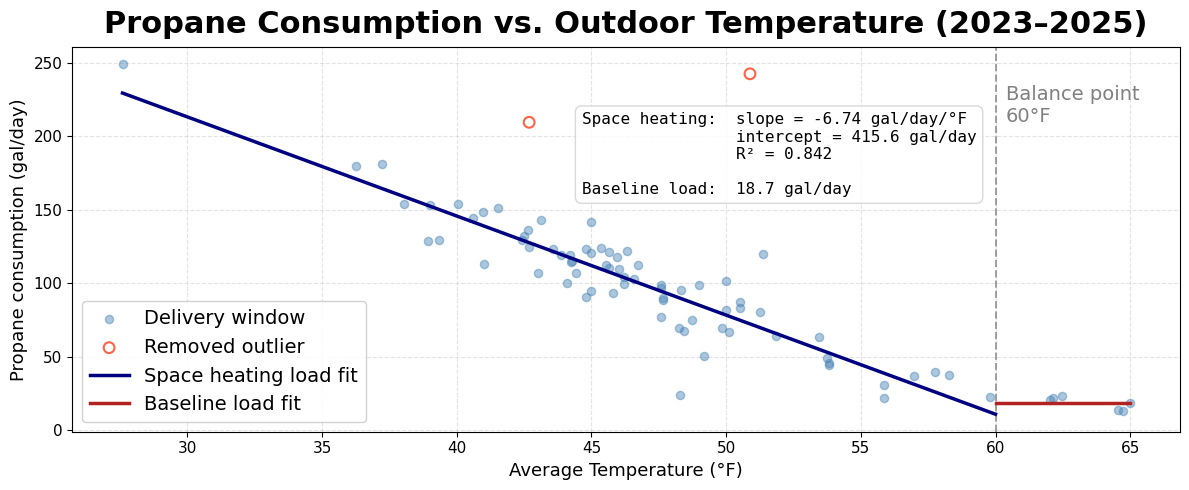 Propane Consumption vs. Outdoor Temperature (2023–2025)
Propane consumption (gal/day)
250
200
150
100
50
0
Balance point
60°F
Space heating: slope = -6.74 gal/day/°F
intercept = 415.6 gal/day
R² = 0.842
Baseline load: 18.7 gal/day
Delivery window
Removed outlier
Space heating load fit
Baseline load fit
30 35 40 45 50 55 60 65
Average Temperature (°F)